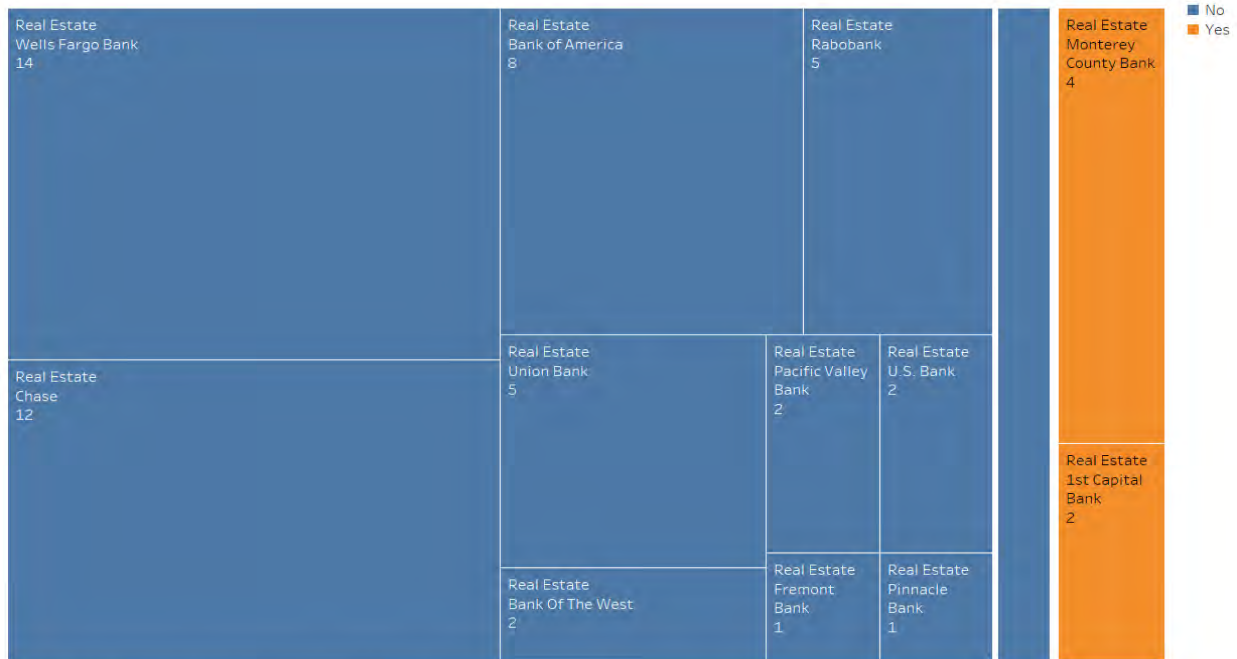 Real Estate
Wells Fargo Bank
14
Real Estate
Bank of America
8
Real Estate
Rabobank
5
Real Estate
Monterey
County Bank
4
No
Yes
Real Estate
Chase
12
Real Estate
Union Bank
5
Real Estate
Pacific Valley
Bank
2
Real Estate
U.S. Bank
2
Real Estate
1st Capital
Bank
2
Real Estate
Bank Of The West
2
Real Estate
Fremont
Bank
1
Real Estate
Pinnacle
Bank
1